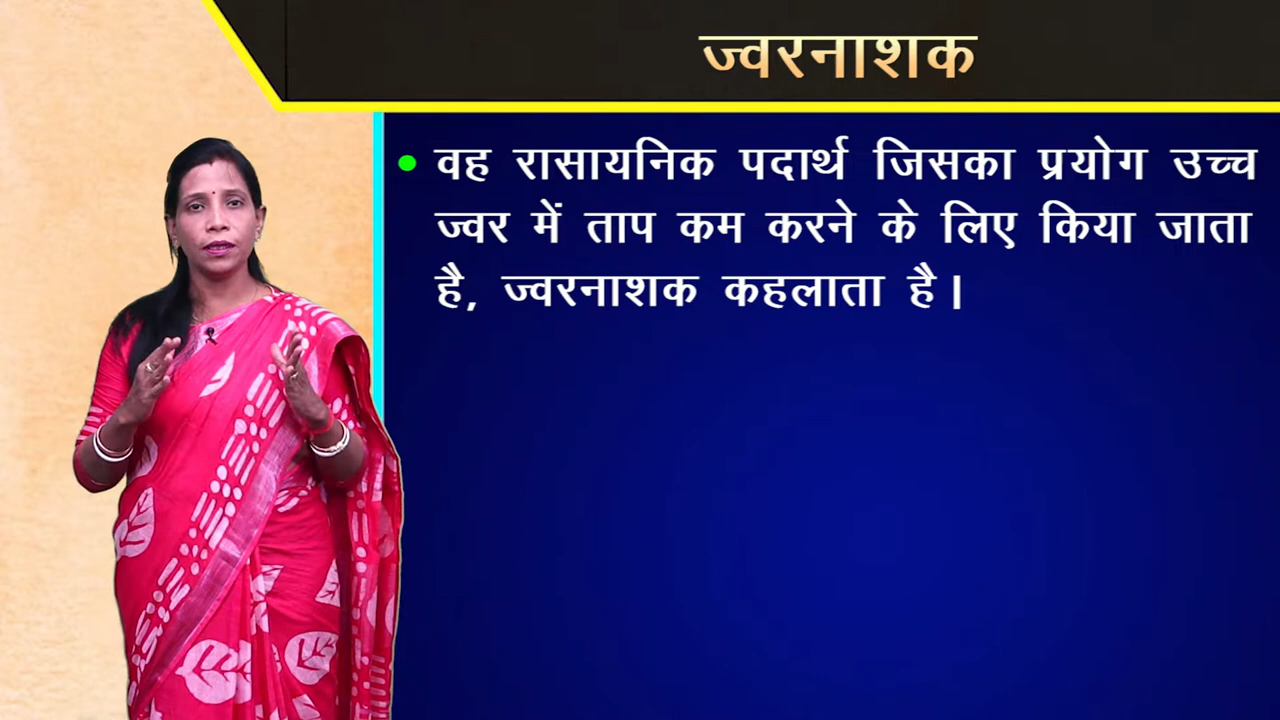 ज्वरनाशक
• वह रासायनिक पदार्थ जिसका प्रयोग उच्च
ज्वर में ताप कम करने के लिए किया जाता
है, ज्वरनाशक कहलाता है।